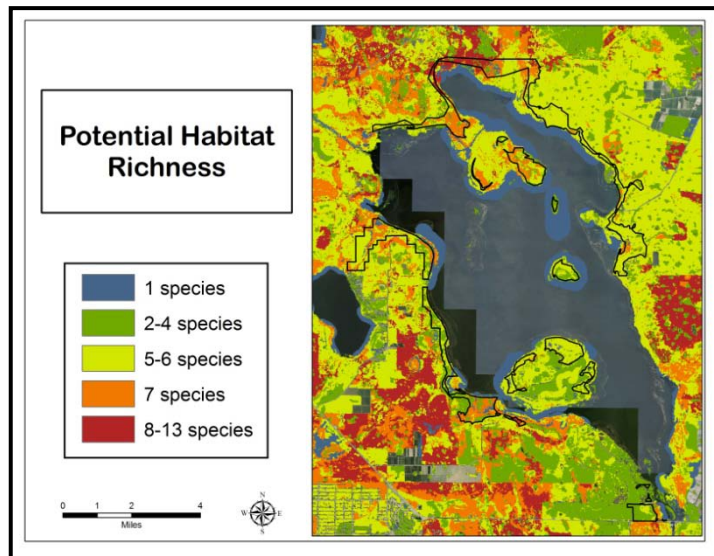 Potential Habitat
Richness
1 species
2-4 species
5-6 species
7 species
8-13 species
0 1 2 4
Miles
N
W E
S